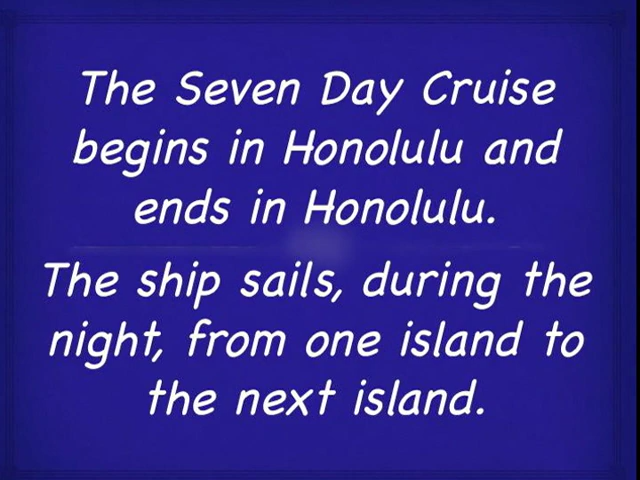 The Seven Day Cruise
begins in Honolulu and
ends in Honolulu.
The ship sails, during the
night, from one island to
the next island.